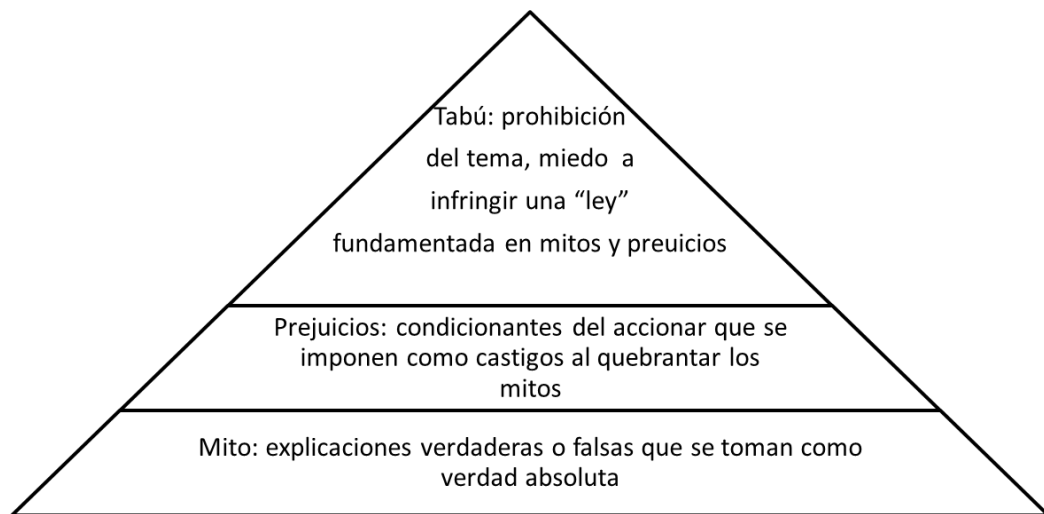 Tabú: prohibición
del tema, miedo a
infringir una “ley”
fundamentada en mitos y preuicios
Prejuicios: condicionantes del accionar que se
imponen como castigos al quebrantar los
mitos
Mito: explicaciones verdaderas o falsas que se toman como
verdad absoluta